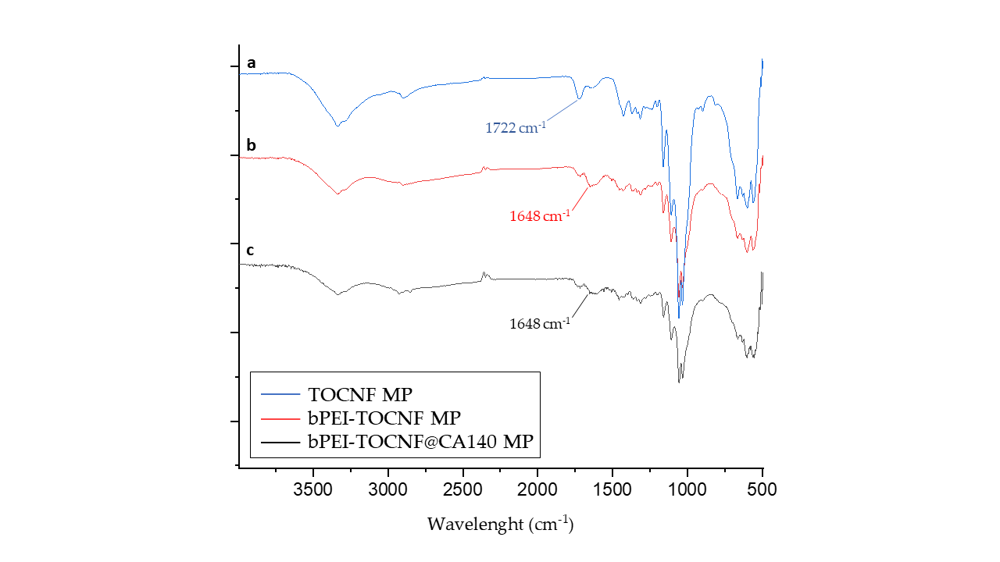 a
1722 cm-1
b
1648 cm-1
c
1648 cm-1
TOCNF MP
bPEI-TOCNF MP
bPEI-TOCNF@CA140 MP
3500 3000 2500 2000 1500 1000 500
Wavelenght (cm-1)